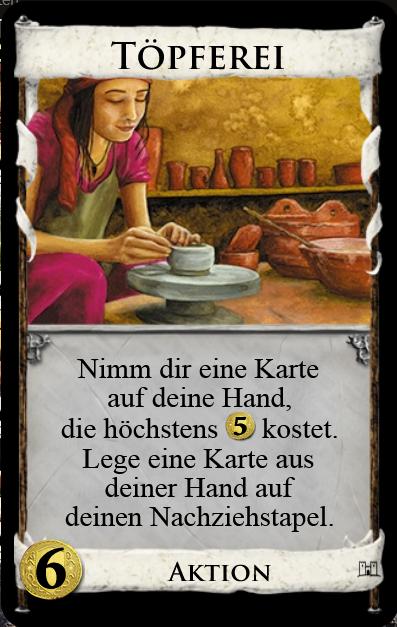 TÖPFEREI
Nimm dir eine Karte
auf deine Hand,
die höchstens 5 kostet.
Lege eine Karte aus
deiner Hand auf
deinen Nachziehstapel.
6 AKTION